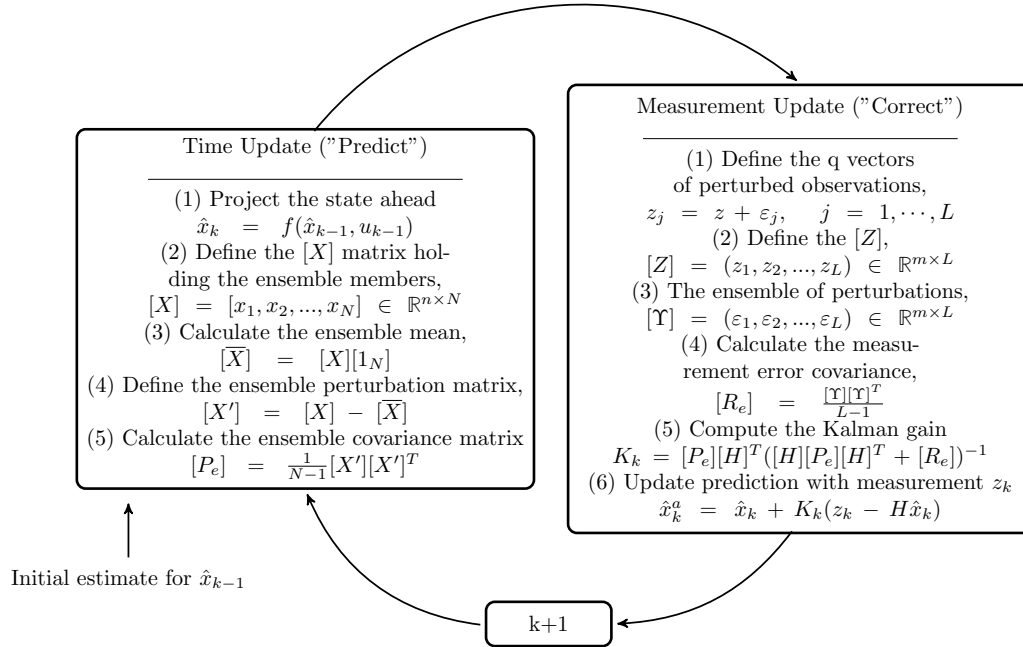 Time Update ("Predict")
(1) Project the state ahead
x̂_k = f(x̂_{k−1}, u_{k−1})
(2) Define the [X] matrix hol-
ding the ensemble members,
[X] = [x_1, x_2, ..., x_N] ∈ ℝ^{n×N}
(3) Calculate the ensemble mean,
[X̅] = [X][1_N]
(4) Define the ensemble perturbation matrix,
[X′] = [X] − [X̅]
(5) Calculate the ensemble covariance matrix
[P_e] = \frac{1}{N−1}[X′][X′]^T
Initial estimate for x̂_{k−1}
Measurement Update ("Correct")
(1) Define the q vectors
of perturbed observations,
z_j = z + ε_j, j = 1, ⋯, L
(2) Define the [Z],
[Z] = (z_1, z_2, ..., z_L) ∈ ℝ^{m×L}
(3) The ensemble of perturbations,
[ϒ] = (ε_1, ε_2, ..., ε_L) ∈ ℝ^{m×L}
(4) Calculate the measu-
rement error covariance,
[R_e] = \frac{[ϒ][ϒ]^T}{L−1}
(5) Compute the Kalman gain
K_k = [P_e][H]^T([H][P_e][H]^T + [R_e])^{−1}
(6) Update prediction with measurement z_k
x̂_k^a = x̂_k + K_k(z_k − Hx̂_k)
k+1